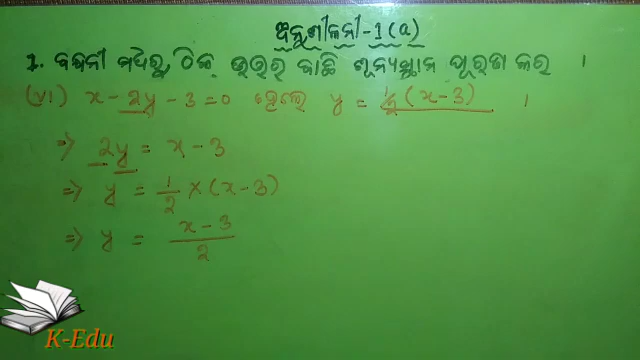 ଅନୁଶୀଳନୀ-1(a)
1. ବନ୍ଧନୀ ମଧ୍ୟରୁ ଠିକ୍ ଉତ୍ତର ବାଛି ଶୂନ୍ୟସ୍ଥାନ ପୂରଣ କର ।
(vi) x - 2y - 3 = 0 ହେଲେ y = ½(x-3) ।
⇒ 2y = x - 3
⇒ y = 1/2 × (x-3)
⇒ y = x-3/2
K-Edu